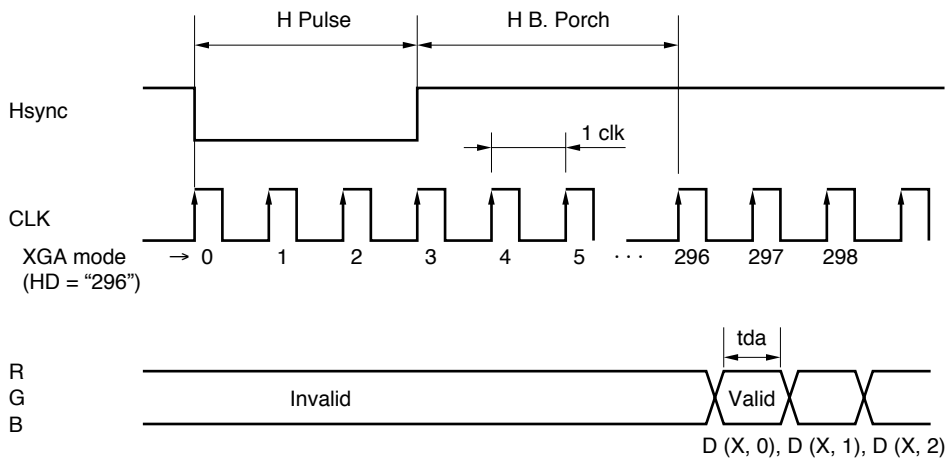 H Pulse
H B. Porch
Hsync
1 clk
CLK
XGA mode → 0 1 2 3 4 5 ··· 296 297 298
(HD = “296”)
tda
R
G Invalid Valid
B
D (X, 0), D (X, 1), D (X, 2)